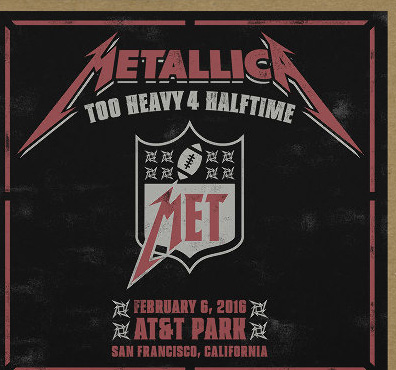 METALLICA
TOO HEAVY 4 HALFTIME
MET
FEBRUARY 6, 2016
AT&T PARK
SAN FRANCISCO, CALIFORNIA